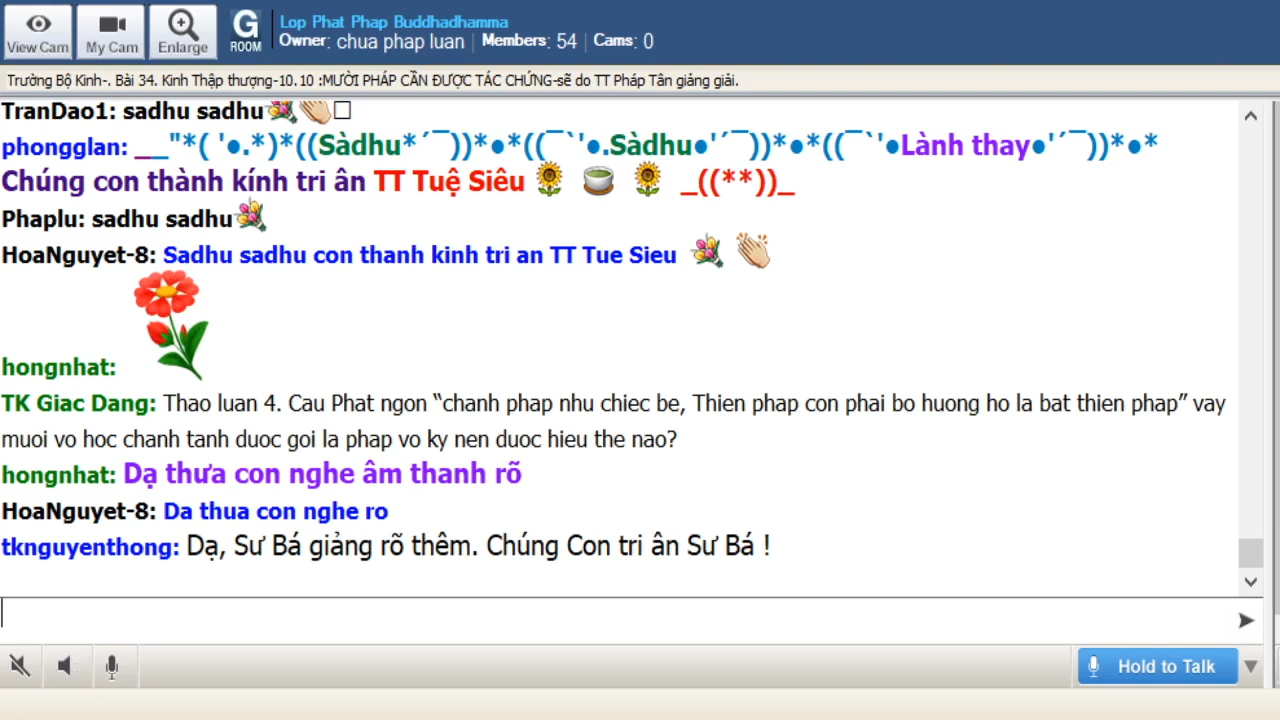 View Cam
My Cam
Enlarge
G
ROOM
Lop Phat Phap Buddhadhamma
Owner: chua phap luan | Members: 54 | Cams: 0
Trường Bộ Kinh-. Bài 34. Kinh Thập thượng-10. 10 :MƯỜI PHÁP CẦN ĐƯỢC TÁC CHỨNG-sẽ do TT Pháp Tân giảng giải.
TranDao1: sadhu sadhu
phongglan: __"*( '●.*)*((Sàdhu*´¯))*●*((¯`'●.Sàdhu●'´¯))*●*((¯`'●Lành thay●'´¯))*●*
Chúng con thành kính tri ân TT Tuệ Siêu _((**))_
Phaplu: sadhu sadhu
HoaNguyet-8: Sadhu sadhu con thanh kinh tri an TT Tue Sieu
hongnhat:
TK Giac Dang: Thao luan 4. Cau Phat ngon “chanh phap nhu chiec be, Thien phap con phai bo huong ho la bat thien phap” vay
muoi vo hoc chanh tanh duoc goi la phap vo ky nen duoc hieu the nao?
hongnhat: Dạ thưa con nghe âm thanh rõ
HoaNguyet-8: Da thua con nghe ro
tknguyenthong: Dạ, Sư Bá giảng rõ thêm. Chúng Con tri ân Sư Bá !
Hold to Talk